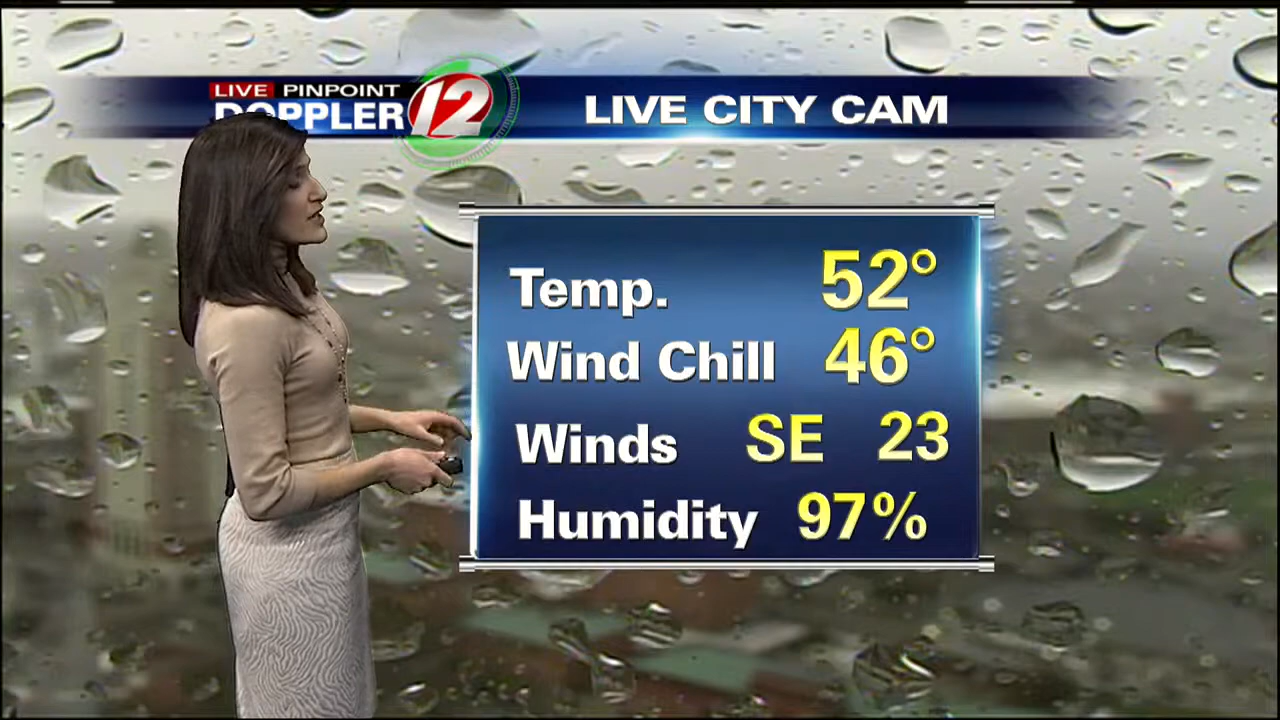 LIVE PINPOINT
DOPPLER 12
LIVE CITY CAM
Temp. 52°
Wind Chill 46°
Winds SE 23
Humidity 97%